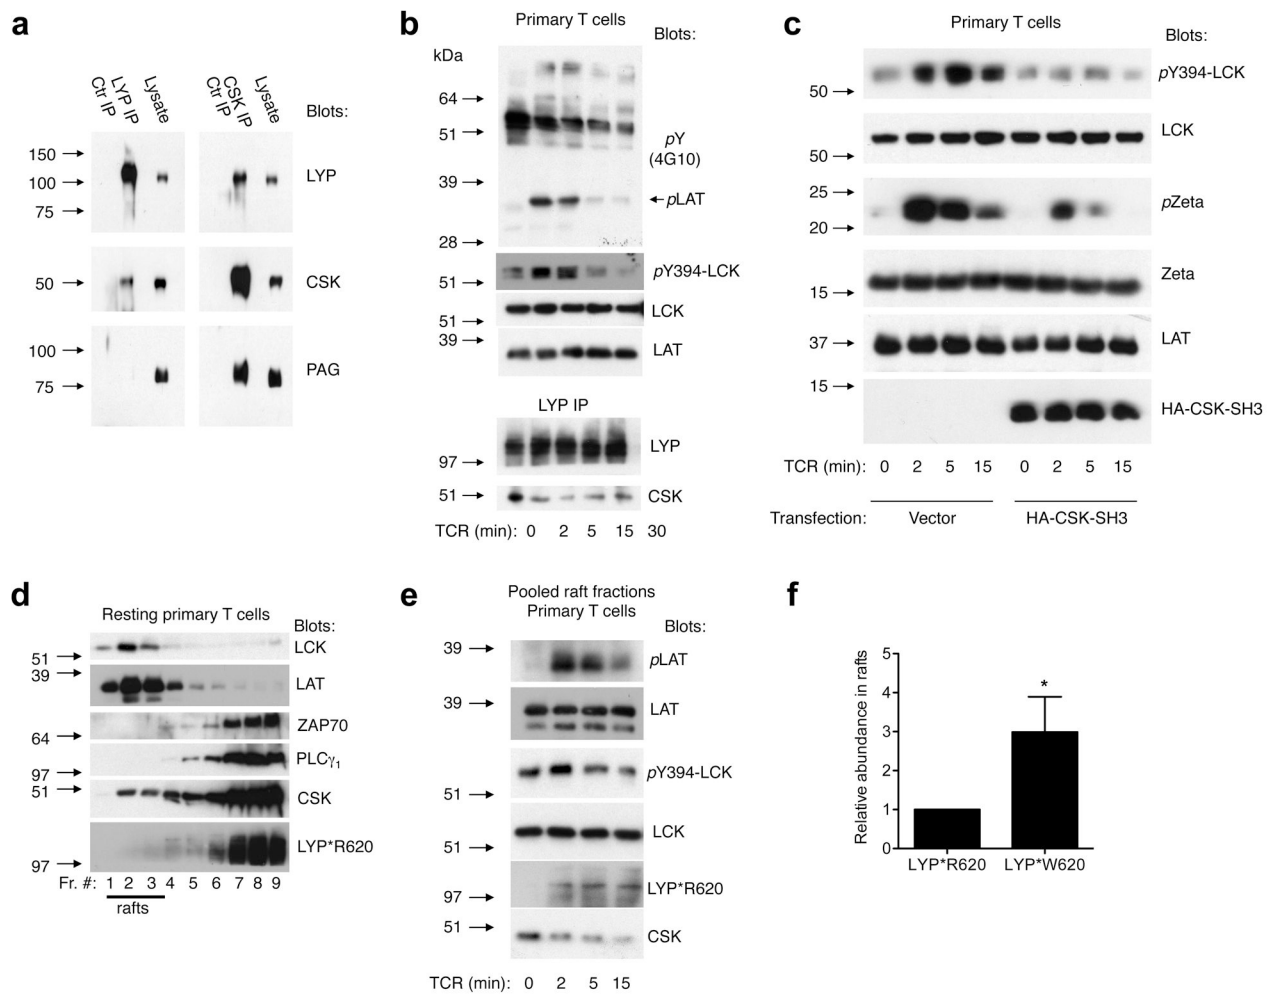 a
Ctr IP
LYP IP
Lysate
Ctr IP
CSK IP
Lysate
Blots:
150
100
75
LYP
50
CSK
100
75
PAG
b
Primary T cells
Blots:
kDa
64
51
pY
(4G10)
39
pLAT
28
pY394-LCK
51
LCK
51
39
LAT
LYP IP
LYP
97
51
CSK
TCR (min): 0 2 5 15 30
c
Primary T cells
Blots:
pY394-LCK
50
LCK
50
25
pZeta
20
Zeta
15
37
LAT
15
HA-CSK-SH3
TCR (min): 0 2 5 15 0 2 5 15
Transfection: Vector HA-CSK-SH3
d
Resting primary T cells
Blots:
LCK
51
39
LAT
ZAP70
64
PLCγ1
97
51
CSK
LYP*R620
97
Fr. #: 1 2 3 4 5 6 7 8 9
rafts
e
Pooled raft fractions
Primary T cells
Blots:
39
pLAT
39
LAT
pY394-LCK
51
LCK
51
LYP*R620
97
51
CSK
TCR (min): 0 2 5 15
f
Relative abundance in rafts
5
4
3
2
1
0
*
LYP*R620 LYP*W620